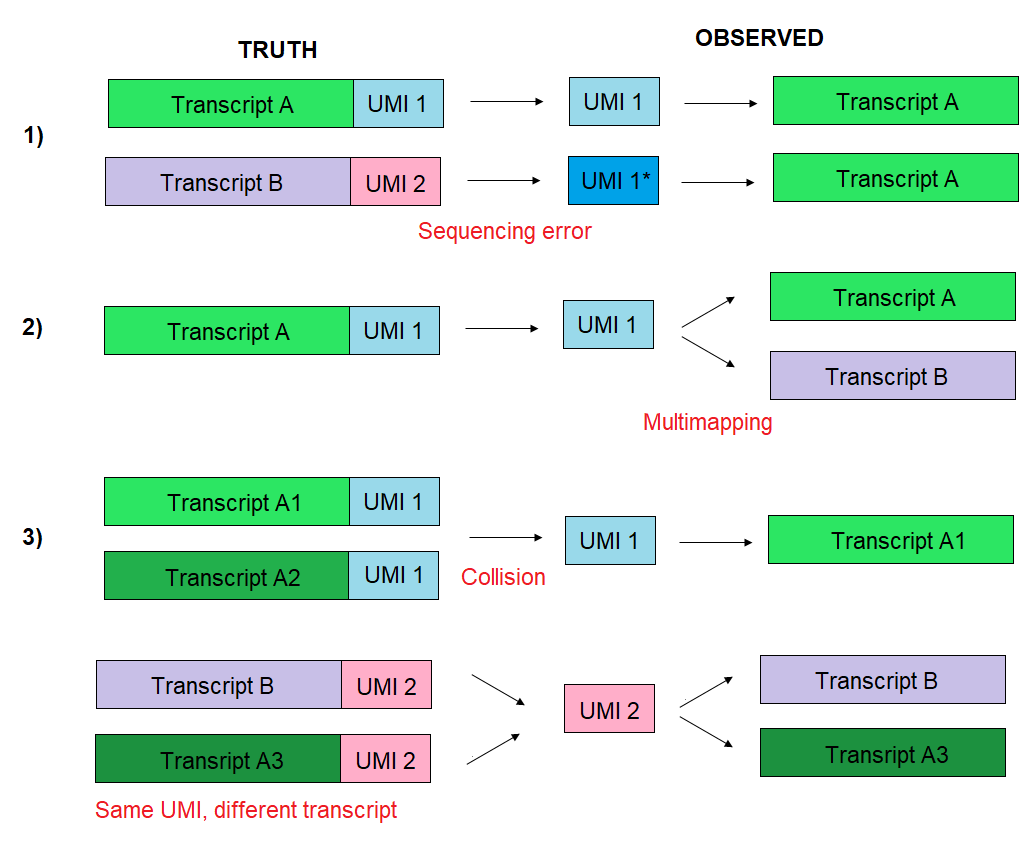 TRUTH
OBSERVED
1)
Transcript A
UMI 1
UMI 1
Transcript A
Transcript B
UMI 2
UMI 1*
Transcript A
Sequencing error
2)
Transcript A
UMI 1
UMI 1
Transcript A
Transcript B
Multimapping
3)
Transcript A1
UMI 1
UMI 1
Transcript A1
Transcript A2
UMI 1
Collision
Transcript B
UMI 2
UMI 2
Transcript B
Transcript A3
UMI 2
Transript A3
Same UMI, different transcript